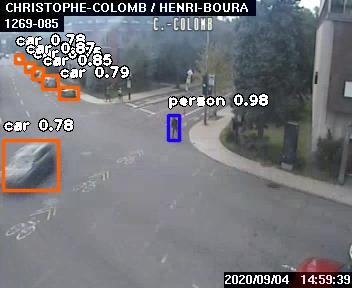 CHRISTOPHE-COLOMB / HENRI-BOURA
1269-085
C.-COLOMB
car 0.78
car 0.87
car 0.85
car 0.79
person 0.98
car 0.78
2020/09/04 14:59:39